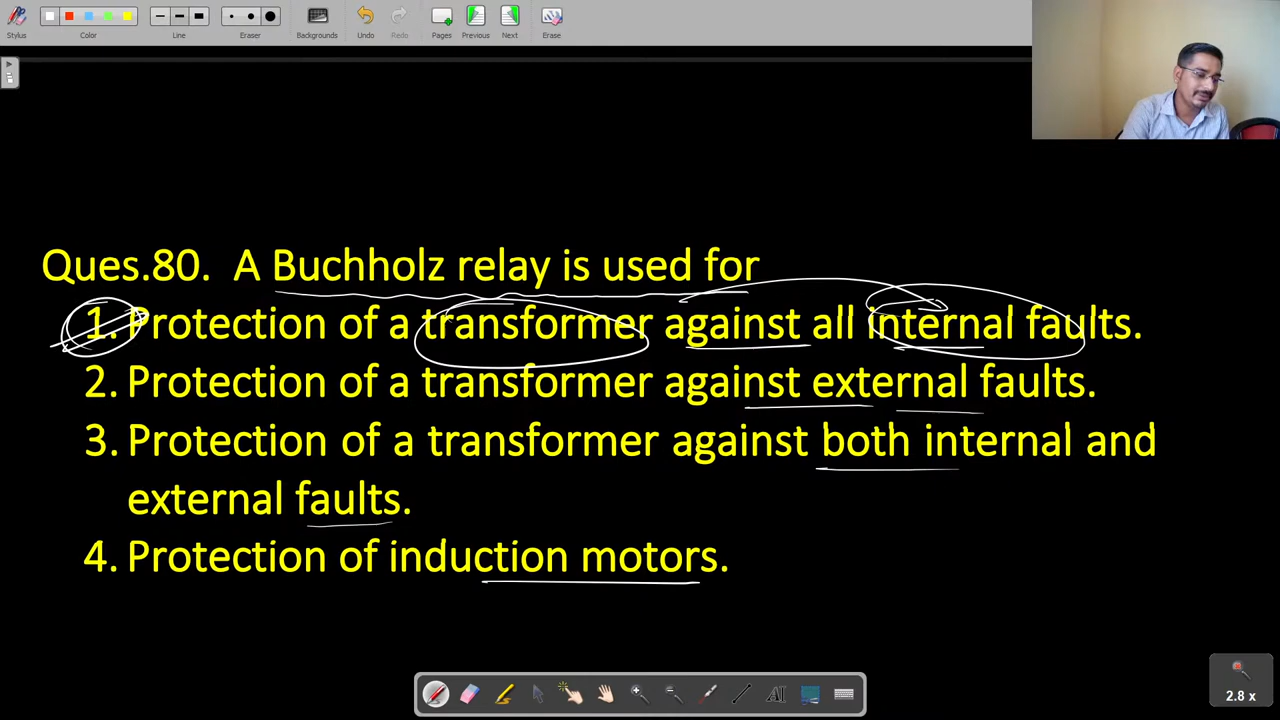 Stylus
Color
Line
Eraser
Backgrounds
Undo
Redo
Pages
Previous
Next
Erase
Ques.80. A Buchholz relay is used for
1. Protection of a transformer against all internal faults.
2. Protection of a transformer against external faults.
3. Protection of a transformer against both internal and
external faults.
4. Protection of induction motors.
2.8 x